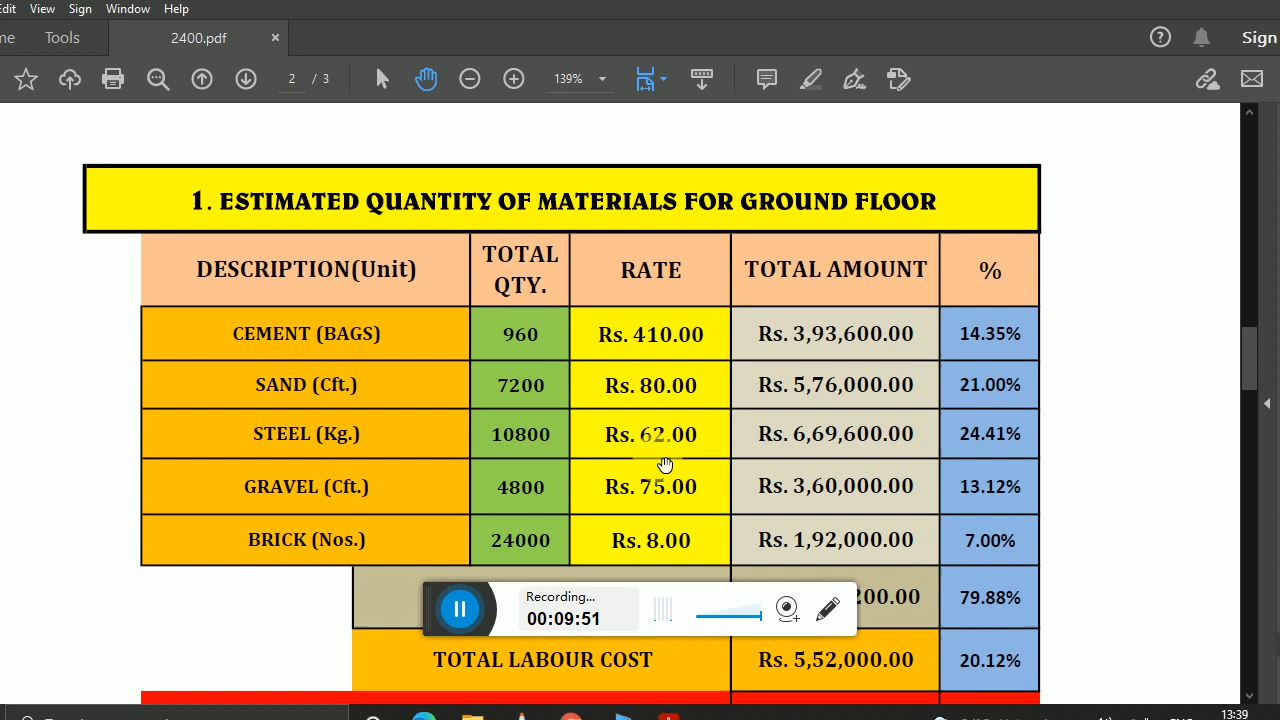 Edit View Sign Window Help
me Tools 2400.pdf × Sign
2 / 3 139%
1. ESTIMATED QUANTITY OF MATERIALS FOR GROUND FLOOR
DESCRIPTION(Unit) TOTAL QTY. RATE TOTAL AMOUNT %
CEMENT (BAGS) 960 Rs. 410.00 Rs. 3,93,600.00 14.35%
SAND (Cft.) 7200 Rs. 80.00 Rs. 5,76,000.00 21.00%
STEEL (Kg.) 10800 Rs. 62.00 Rs. 6,69,600.00 24.41%
GRAVEL (Cft.) 4800 Rs. 75.00 Rs. 3,60,000.00 13.12%
BRICK (Nos.) 24000 Rs. 8.00 Rs. 1,92,000.00 7.00%
200.00 79.88%
Recording...
00:09:51
TOTAL LABOUR COST Rs. 5,52,000.00 20.12%
13:39